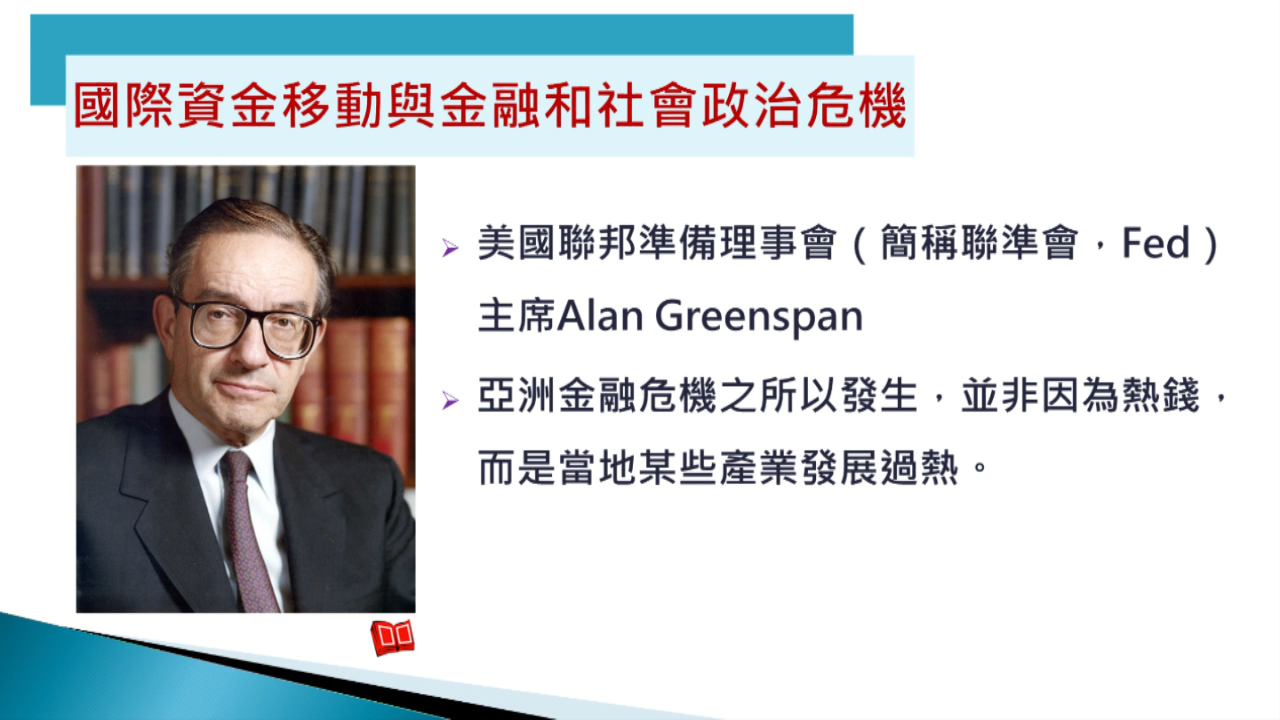 國際資金移動與金融和社會政治危機
美國聯邦準備理事會（簡稱聯準會，Fed）
主席Alan Greenspan
亞洲金融危機之所以發生，並非因為熱錢，
而是當地某些產業發展過熱。